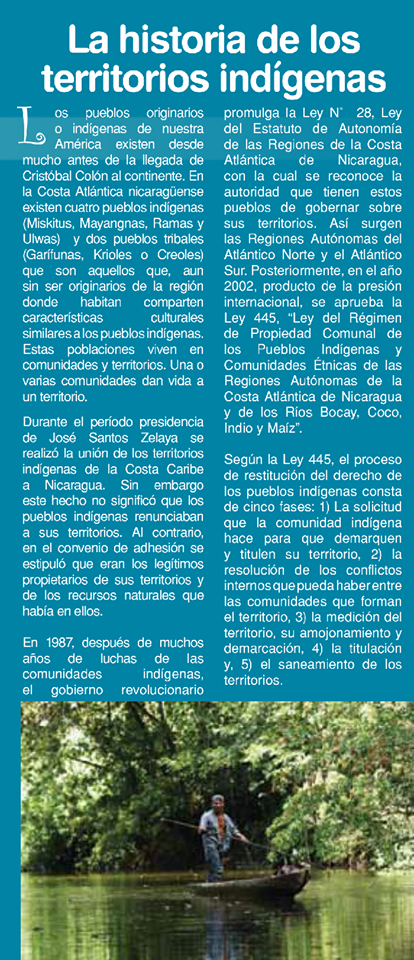 La historia de los
territorios indígenas
Los pueblos originarios
o indígenas de nuestra
América existen desde
mucho antes de la llegada de
Cristóbal Colón al continente. En
la Costa Atlántica nicaragüense
existen cuatro pueblos indígenas
(Miskitus, Mayangnas, Ramas y
Ulwas) y dos pueblos tribales
(Garífunas, Krioles o Creoles)
que son aquellos que, aun
sin ser originarios de la región
donde habitan comparten
características culturales
similares a los pueblos indígenas.
Estas poblaciones viven en
comunidades y territorios. Una o
varias comunidades dan vida a
un territorio.
Durante el período presidencia
de José Santos Zelaya se
realizó la unión de los territorios
indígenas de la Costa Caribe
a Nicaragua. Sin embargo
este hecho no significó que los
pueblos indígenas renunciaban
a sus territorios. Al contrario,
en el convenio de adhesión se
estipuló que eran los legítimos
propietarios de sus territorios y
de los recursos naturales que
había en ellos.
En 1987, después de muchos
años de luchas de las
comunidades indígenas,
el gobierno revolucionario
promulga la Ley N° 28, Ley
del Estatuto de Autonomía
de las Regiones de la Costa
Atlántica de Nicaragua,
con la cual se reconoce la
autoridad que tienen estos
pueblos de gobernar sobre
sus territorios. Así surgen
las Regiones Autónomas del
Atlántico Norte y el Atlántico
Sur. Posteriormente, en el año
2002, producto de la presión
internacional, se aprueba la
Ley 445, “Ley del Régimen
de Propiedad Comunal de
los Pueblos Indígenas y
Comunidades Étnicas de las
Regiones Autónomas de la
Costa Atlántica de Nicaragua
y de los Ríos Bocay, Coco,
Indio y Maíz”.
Según la Ley 445, el proceso
de restitución del derecho de
los pueblos indígenas consta
de cinco fases: 1) La solicitud
que la comunidad indígena
hace para que demarquen
y titulen su territorio, 2) la
resolución de los conflictos
internos que pueda haber entre
las comunidades que forman
el territorio, 3) la medición del
territorio, su amojonamiento y
demarcación, 4) la titulación
y, 5) el saneamiento de los
territorios.